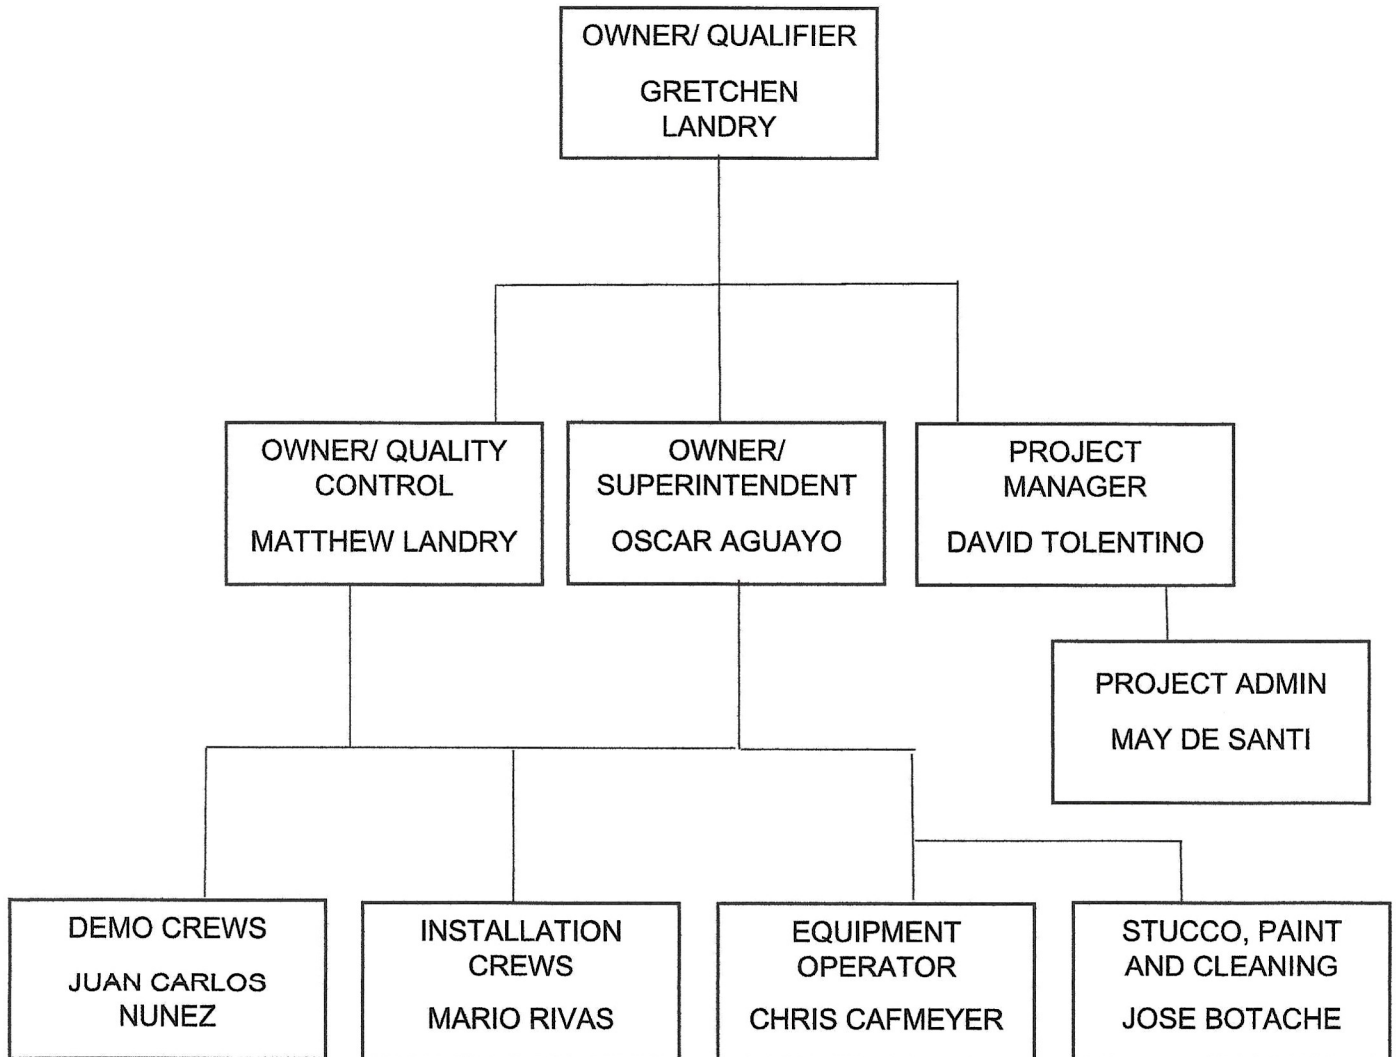 OWNER/ QUALIFIER
GRETCHEN
LANDRY
OWNER/ QUALITY
CONTROL
MATTHEW LANDRY
OWNER/
SUPERINTENDENT
OSCAR AGUAYO
PROJECT
MANAGER
DAVID TOLENTINO
PROJECT ADMIN
MAY DE SANTI
DEMO CREWS
JUAN CARLOS
NUNEZ
INSTALLATION
CREWS
MARIO RIVAS
EQUIPMENT
OPERATOR
CHRIS CAFMEYER
STUCCO, PAINT
AND CLEANING
JOSE BOTACHE